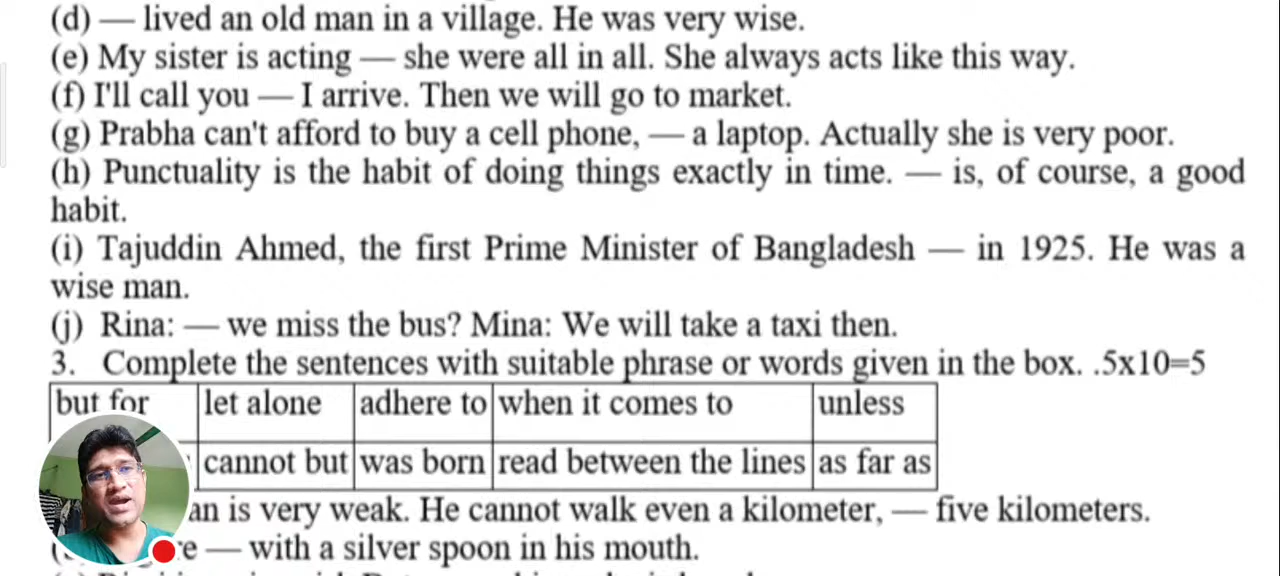 (d) — lived an old man in a village. He was very wise.
(e) My sister is acting — she were all in all. She always acts like this way.
(f) I'll call you — I arrive. Then we will go to market.
(g) Prabha can't afford to buy a cell phone, — a laptop. Actually she is very poor.
(h) Punctuality is the habit of doing things exactly in time. — is, of course, a good
habit.
(i) Tajuddin Ahmed, the first Prime Minister of Bangladesh — in 1925. He was a
wise man.
(j) Rina: — we miss the bus? Mina: We will take a taxi then.
3. Complete the sentences with suitable phrase or words given in the box. .5x10=5
but for let alone adhere to when it comes to unless
cannot but was born read between the lines as far as
is very weak. He cannot walk even a kilometer, — five kilometers.
— with a silver spoon in his mouth.